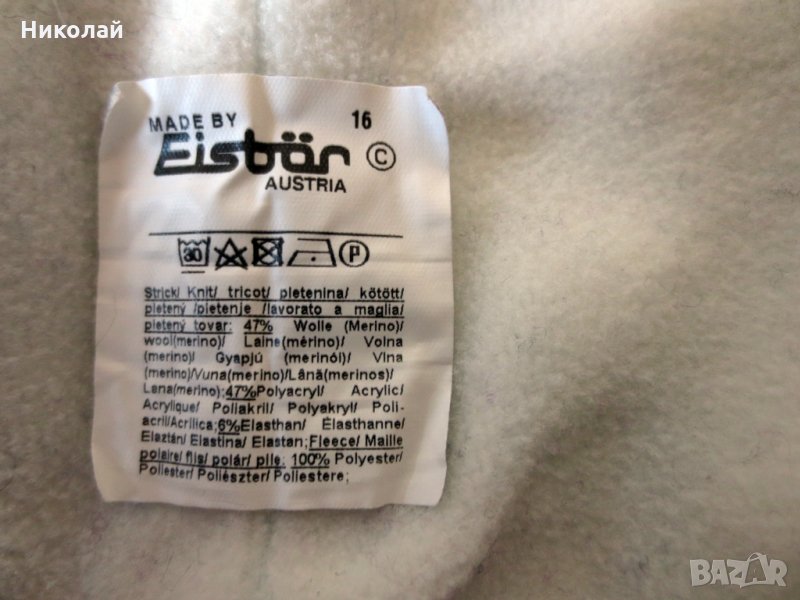 Николай
MADE BY 16
Eisbär ©
AUSTRIA
30 P
Strick/ Knit/ tricot/ pletenina/ kötött/
pletený /pletenje /lavorato a maglia/
pletený tovar: 47% Wolle (Merino)/
wool(merino)/ Laine(mérino)/ Volna
(merino)/ Gyapjú (merinói)/ Vlna
(merino)/Vuna(merino)/Lână(merinos)/
Lana(merino);47%Polyacryl/ Acrylic/
Acrylique/ Poliakril/ Polyakryl/ Poli-
acril/Acrilica;6%Elasthan/ Élasthanne/
Elaztán/ Elastina/ Elastan;Fleece/ Maille
polaire/ flis/ polár/ pile: 100% Polyester/
Poliester/ Poliészter/ Poliestere;
BAZAR